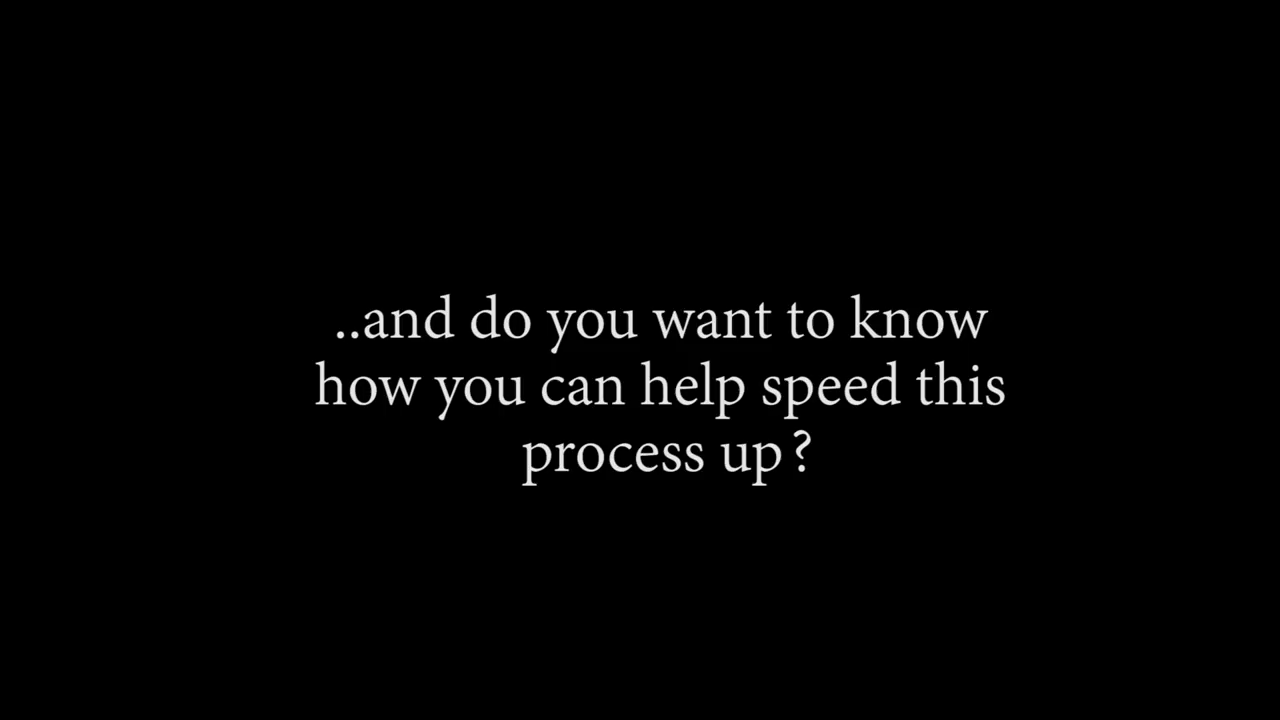 ..and do you want to know
how you can help speed this
process up?